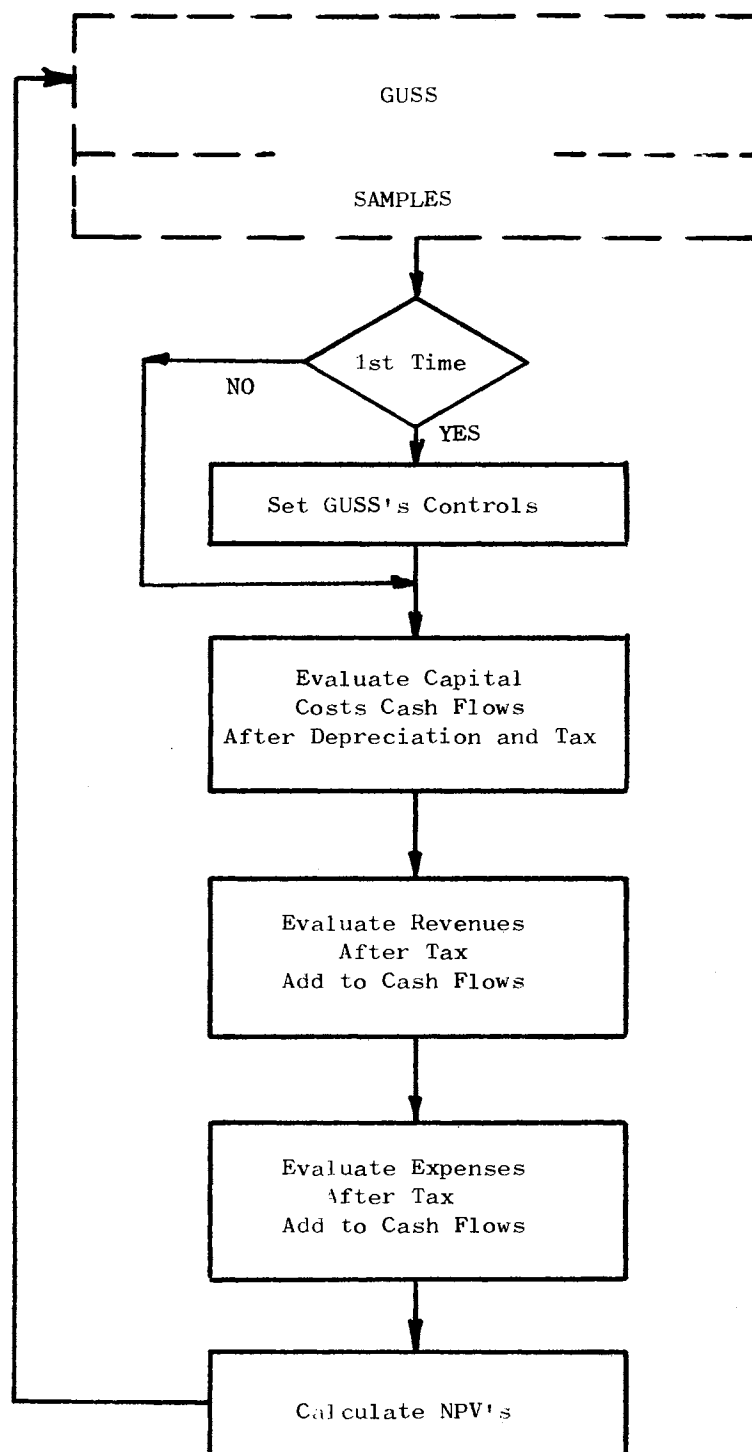 GUSS
SAMPLES
1st Time
NO
YES
Set GUSS's Controls
Evaluate Capital
Costs Cash Flows
After Depreciation and Tax
Evaluate Revenues
After Tax
Add to Cash Flows
Evaluate Expenses
After Tax
Add to Cash Flows
Calculate NPV's